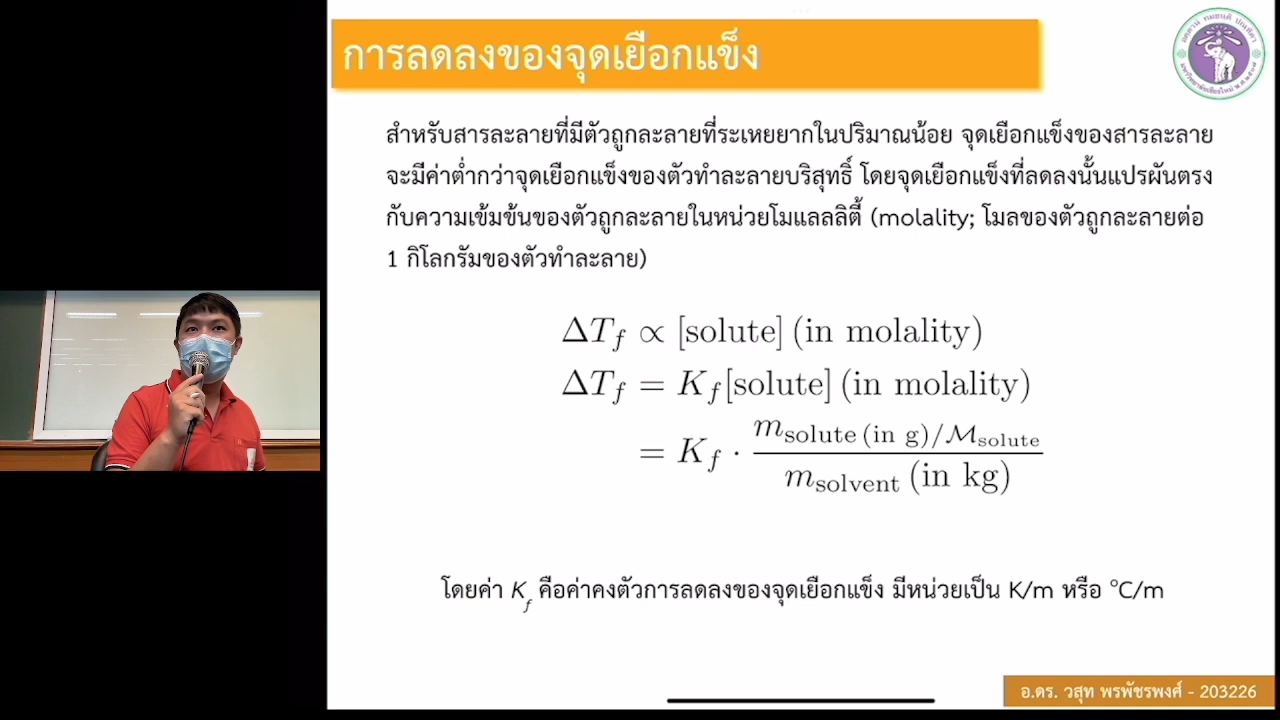 การลดลงของจุดเยือกแข็ง
สำหรับสารละลายที่มีตัวถูกละลายที่ระเหยยากในปริมาณน้อย จุดเยือกแข็งของสารละลาย
จะมีค่าต่ำกว่าจุดเยือกแข็งของตัวทำละลายบริสุทธิ์ โดยจุดเยือกแข็งที่ลดลงนั้นแปรผันตรง
กับความเข้มข้นของตัวถูกละลายในหน่วยโมแลลลิตี้ (molality; โมลของตัวถูกละลายต่อ
1 กิโลกรัมของตัวทำละลาย)
ΔT_f ∝ [solute] (in molality)
ΔT_f = K_f[solute] (in molality)
= K_f · m_solute (in g)/ℳ_solute
m_solvent (in kg)
โดยค่า K_f คือค่าคงตัวการลดลงของจุดเยือกแข็ง มีหน่วยเป็น K/m หรือ °C/m
อ.ดร. วสุท พรพัชรพงศ์ - 203226